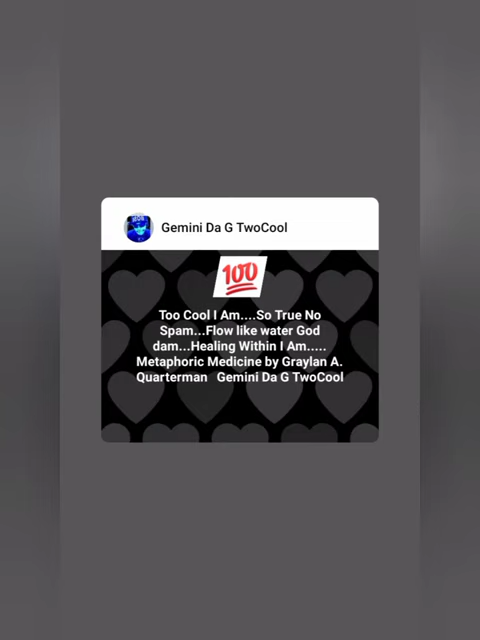 Gemini Da G TwoCool
100
Too Cool I Am....So True No
Spam...Flow like water God
dam...Healing Within I Am.....
Metaphoric Medicine by Graylan A.
Quarterman Gemini Da G TwoCool